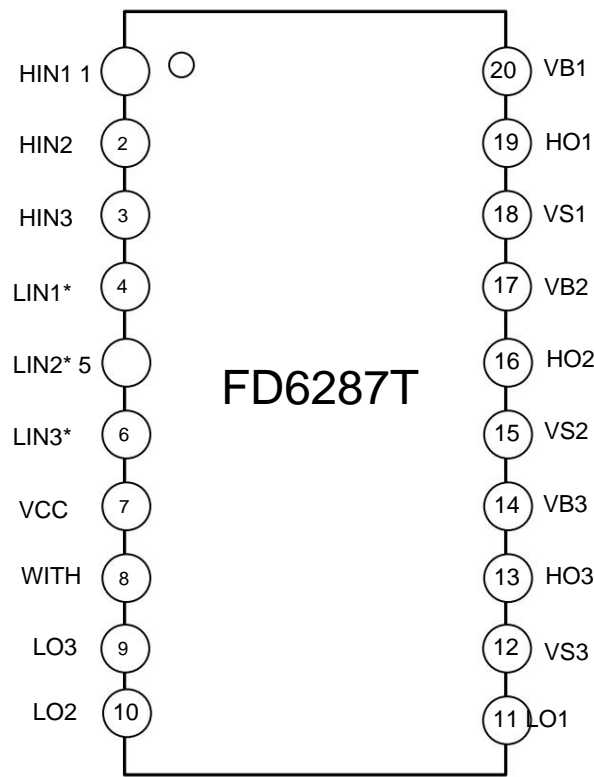 HIN1 1
20 VB1
HIN2 2
19 HO1
HIN3 3
18 VS1
LIN1* 4
17 VB2
LIN2* 5
16 HO2
FD6287T
LIN3* 6
15 VS2
VCC 7
14 VB3
WITH 8
13 HO3
LO3 9
12 VS3
LO2 10
11 LO1